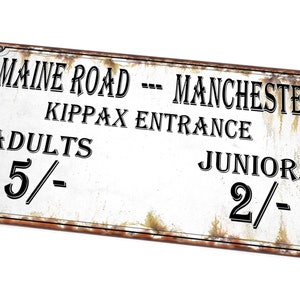 MAINE ROAD --- MANCHESTE
KIPPAX ENTRANCE
ADULTS JUNIOR
5/- 2/-